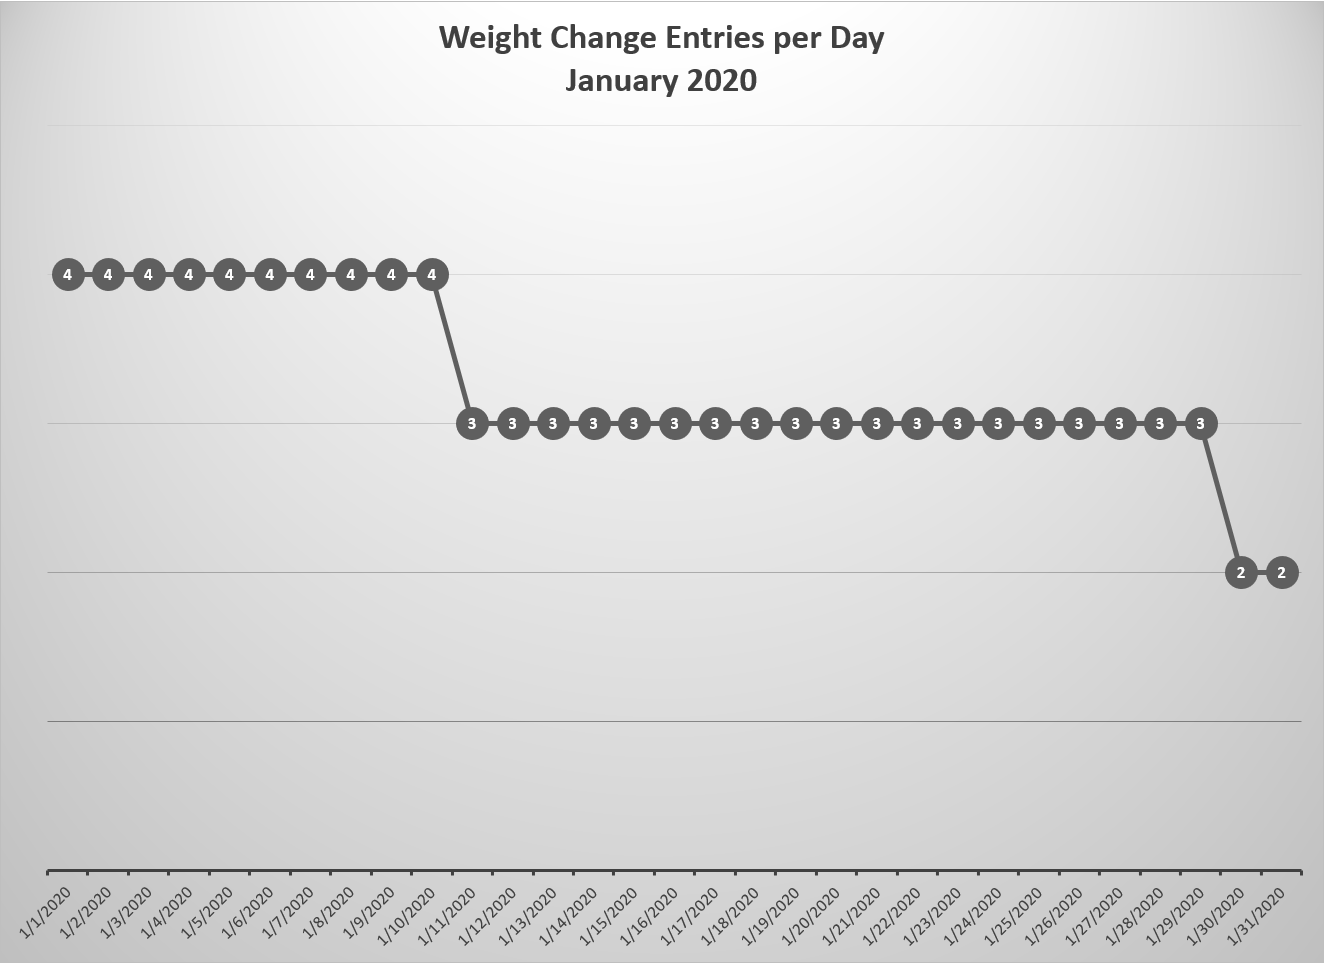 Weight Change Entries per Day
January 2020
4 4 4 4 4 4 4 4 4 4
3 3 3 3 3 3 3 3 3 3 3 3 3 3 3 3 3 3 3
2 2
1/1/2020 1/2/2020 1/3/2020 1/4/2020 1/5/2020 1/6/2020 1/7/2020 1/8/2020 1/9/2020 1/10/2020 1/11/2020 1/12/2020 1/13/2020 1/14/2020 1/15/2020 1/16/2020 1/17/2020 1/18/2020 1/19/2020 1/20/2020 1/21/2020 1/22/2020 1/23/2020 1/24/2020 1/25/2020 1/26/2020 1/27/2020 1/28/2020 1/29/2020 1/30/2020 1/31/2020